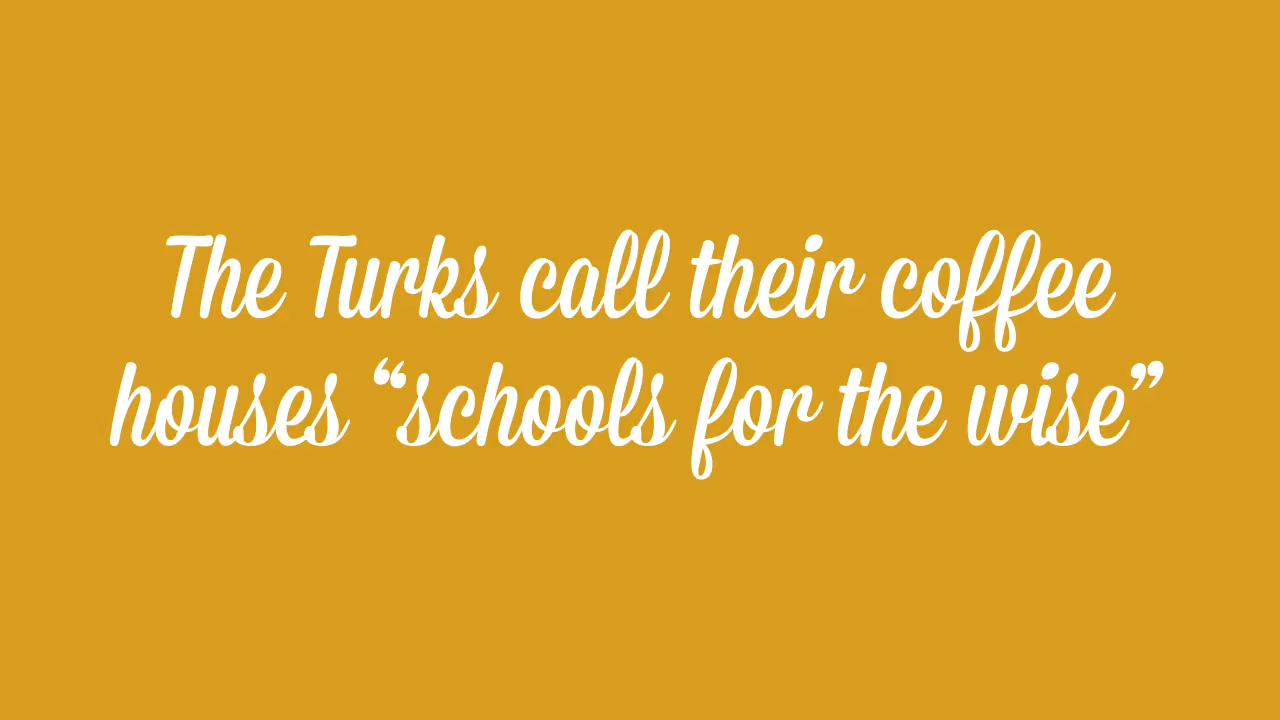 The Turks call their coffee
houses “schools for the wise”